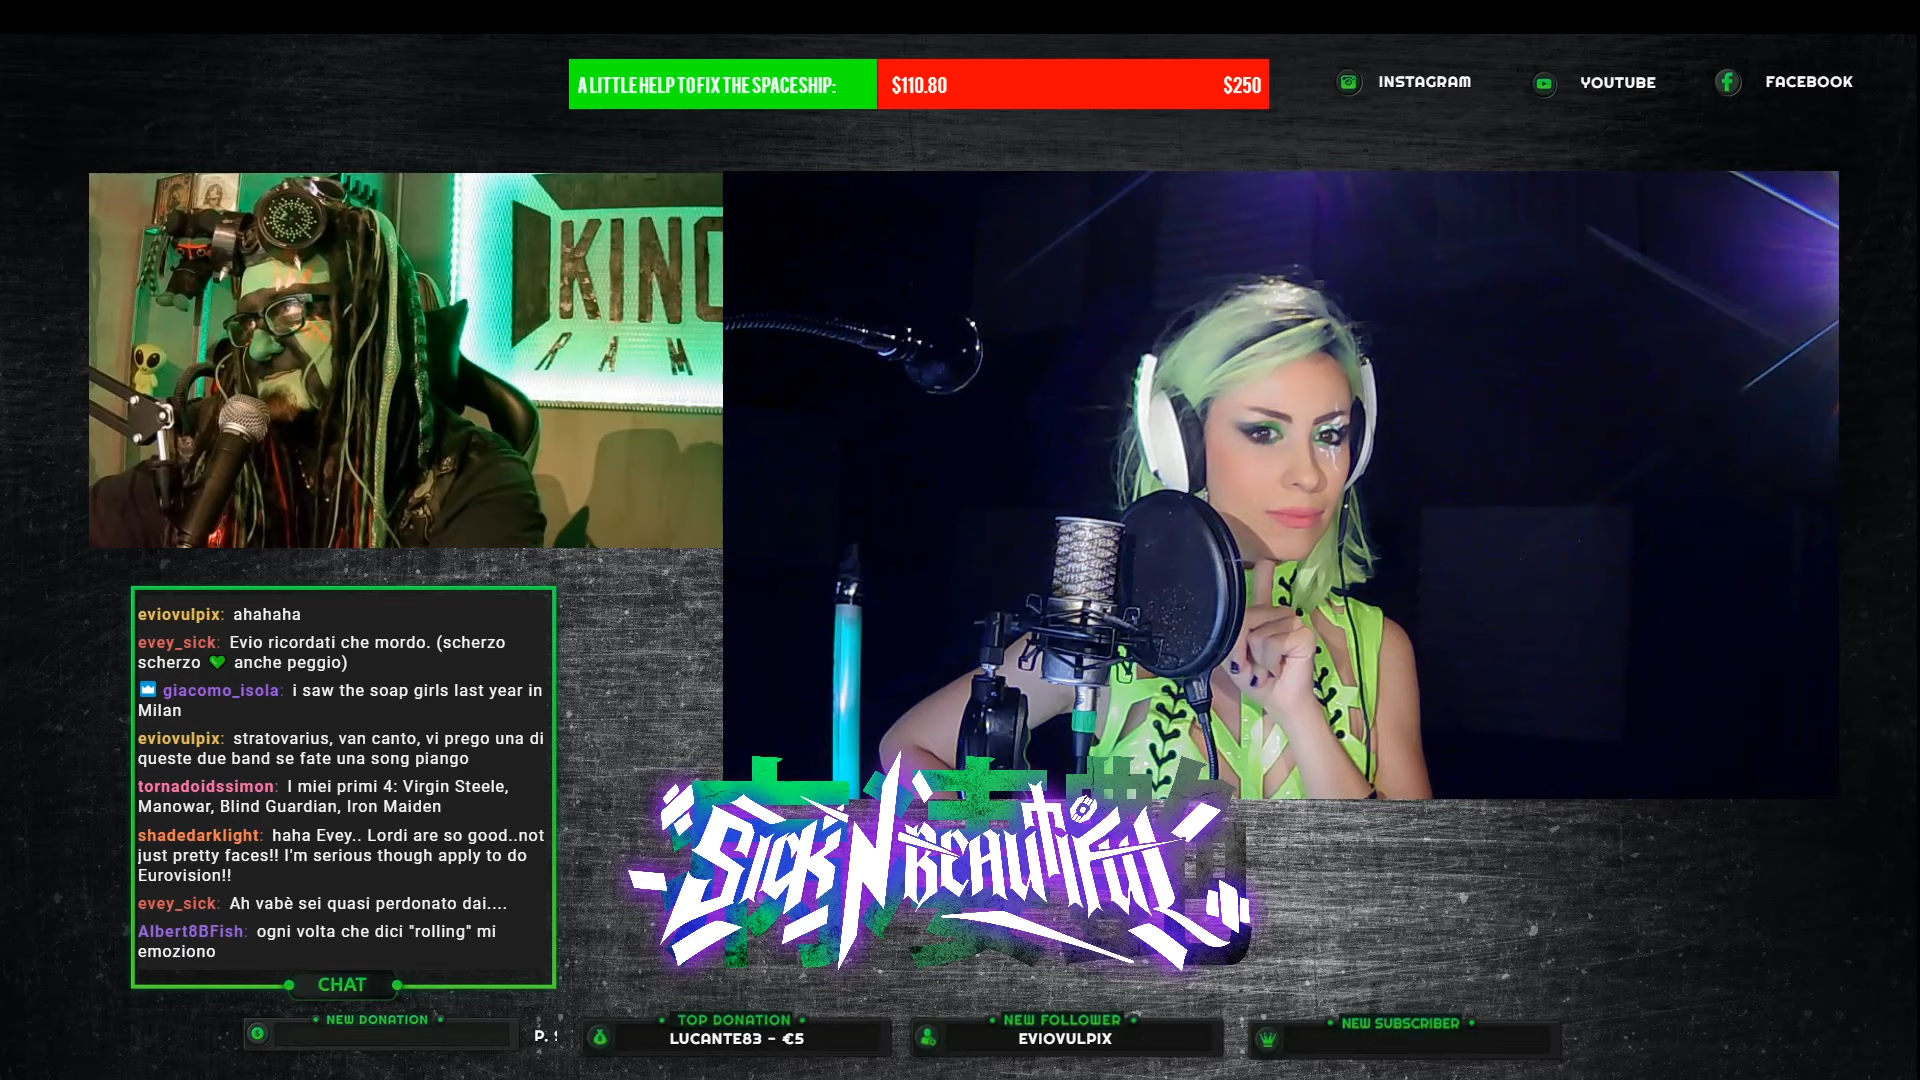 A LITTLE HELP TO FIX THE SPACESHIP:
$110.80
$250
INSTAGRAM
YOUTUBE
FACEBOOK
KING
RAM
eviovulpix: ahahaha
evey_sick: Evio ricordati che mordo. (scherzo
scherzo 💚 anche peggio)
giacomo_isola: i saw the soap girls last year in
Milan
eviovulpix: stratovarius, van canto, vi prego una di
queste due band se fate una song piango
tornadoidssimon: I miei primi 4: Virgin Steele,
Manowar, Blind Guardian, Iron Maiden
shadedarklight: haha Evey.. Lordi are so good..not
just pretty faces!! I'm serious though apply to do
Eurovision!!
evey_sick: Ah vabè sei quasi perdonato dai....
Albert8BFish: ogni volta che dici "rolling" mi
emoziono
CHAT
SICK N BEAUTIFUL
NEW DONATION
P.
TOP DONATION
LUCANTE83 - €5
NEW FOLLOWER
EVIOVULPIX
NEW SUBSCRIBER